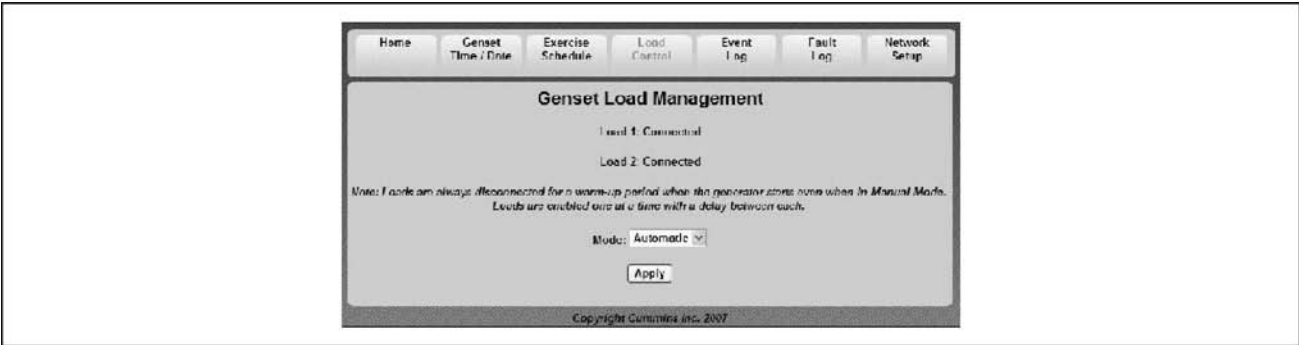 Home
Genset
Time / Date
Exercise
Schedule
Load
Control
Event
Log
Fault
Log
Network
Setup
Genset Load Management
Load 1: Connected
Load 2: Connected
Note: Loads are always disconnected for a warm-up period when the generator starts even when in Manual Mode.
Loads are enabled one at a time with a delay between each.
Mode: Automatic
Apply
Copyright Cummins Inc. 2007